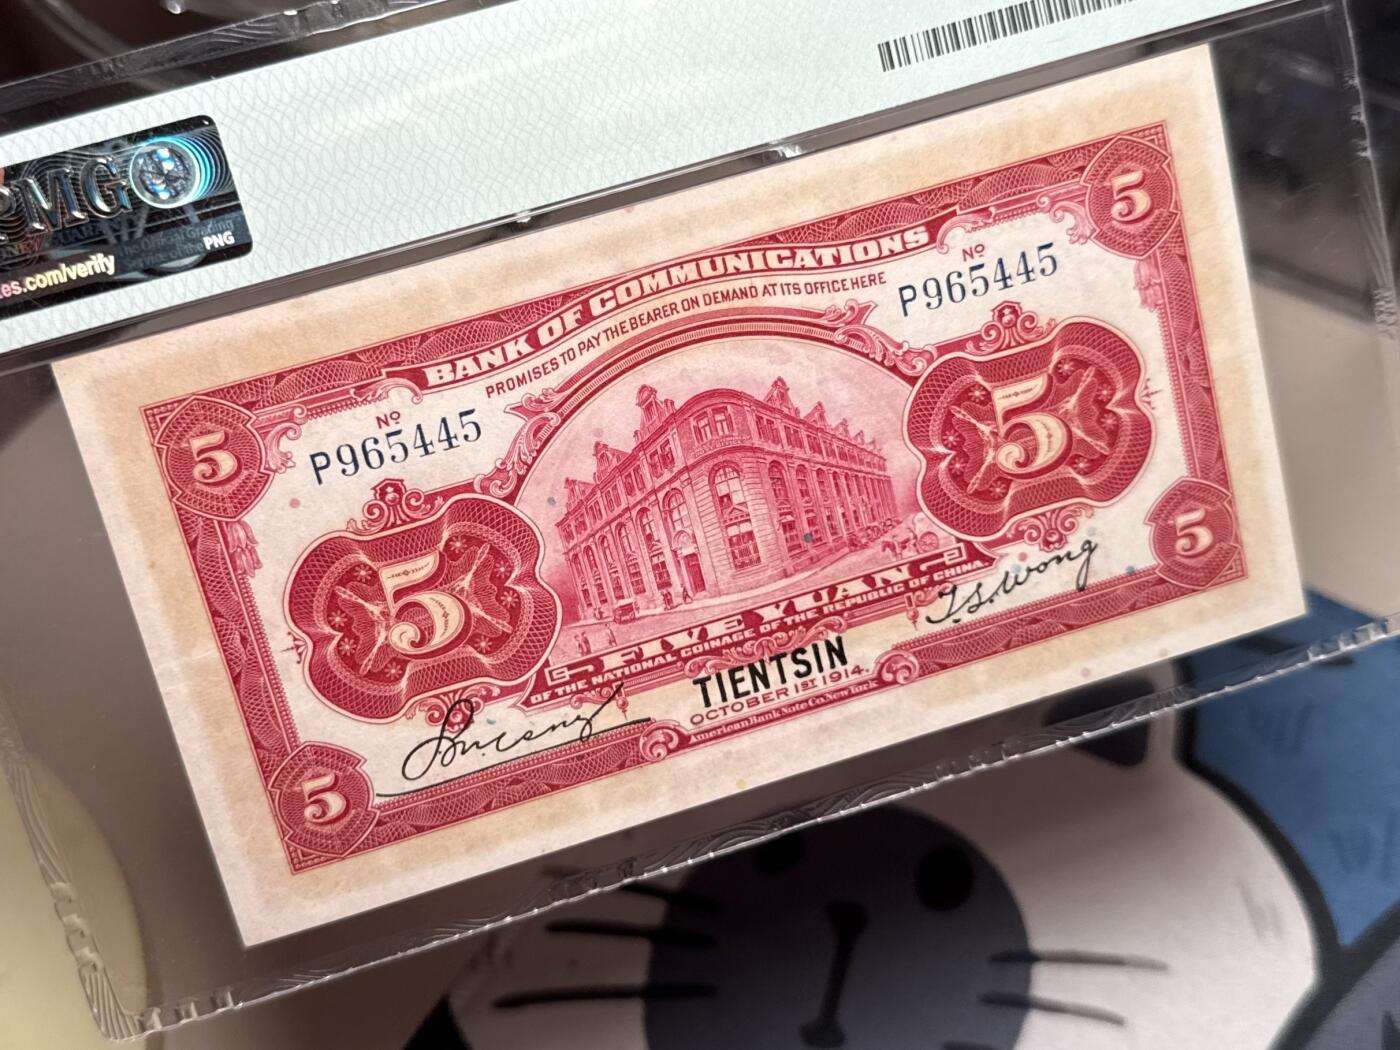 PMG
PNG
es.com/verify
5
5
BANK OF COMMUNICATIONS
PROMISES TO PAY THE BEARER ON DEMAND AT ITS OFFICE HERE
Nº
P965445
Nº
P965445
5
5
FIVE YUAN
OF THE NATIONAL COINAGE OF THE REPUBLIC OF CHINA
T.S. Wong
TIENTSIN
OCTOBER 1ST 1914.
American Bank Note Co. New York
5
5